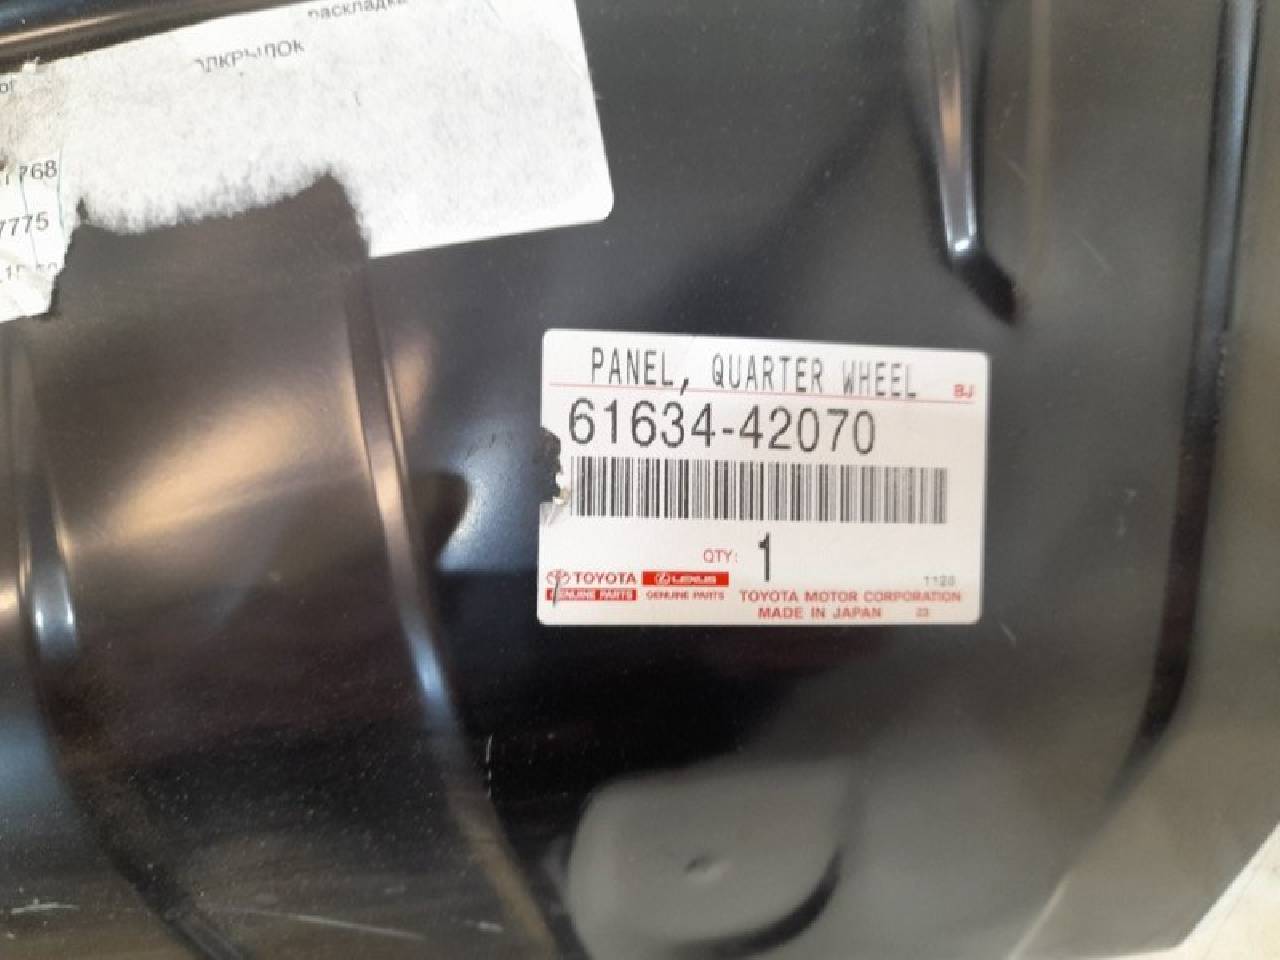 раскладка
768
7775
PANEL, QUARTER WHEEL
BJ
61634-42070
QTY: 1
TOYOTA LEXUS 1128
GENUINE PARTS GENUINE PARTS TOYOTA MOTOR CORPORATION
MADE IN JAPAN 23